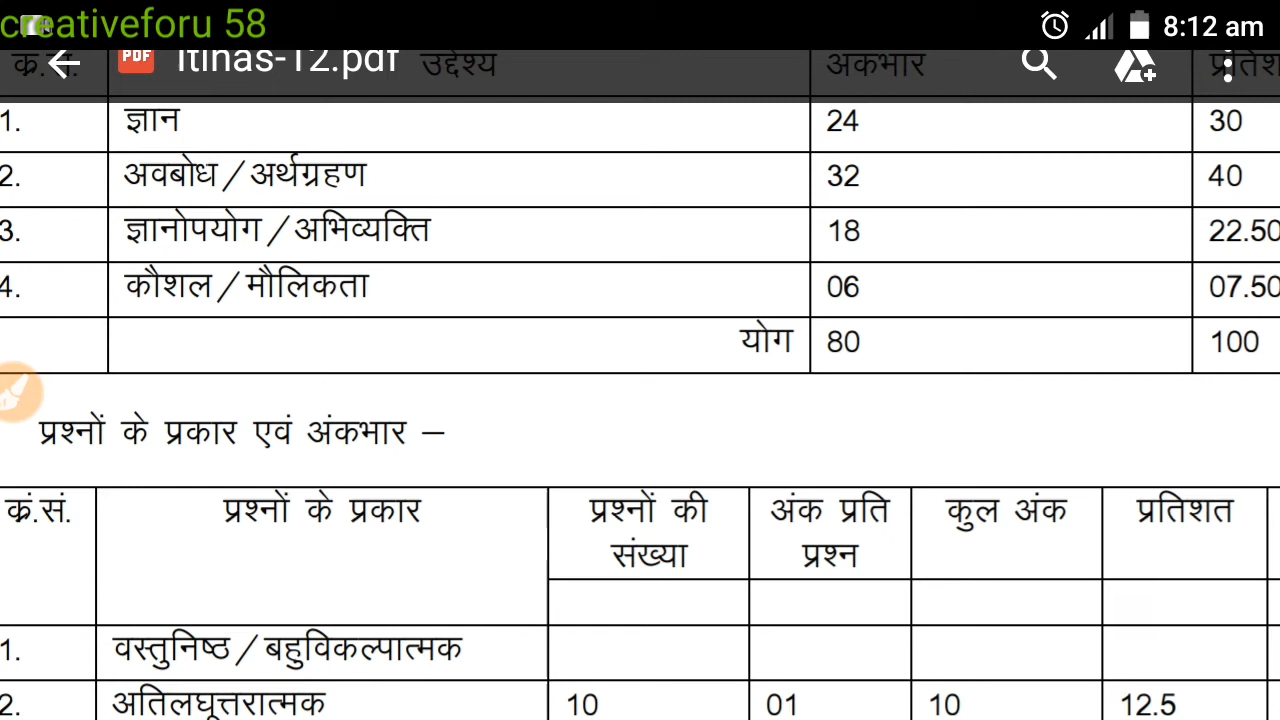 creativeforu 58
8:12 am
Itihas-12.pdf
PDF
क्र.सं. उद्देश्य अंकभार
1. ज्ञान 24 30
2. अवबोध/अर्थग्रहण 32 40
3. ज्ञानोपयोग/अभिव्यक्ति 18 22.50
4. कौशल/मौलिकता 06 07.50
योग 80 100
प्रश्नों के प्रकार एवं अंकभार –
क्रं.सं. प्रश्नों के प्रकार प्रश्नों की अंक प्रति कुल अंक प्रतिशत
संख्या प्रश्न
1. वस्तुनिष्ठ/बहुविकल्पात्मक
2. अतिलघूत्तरात्मक 10 01 10 12.5